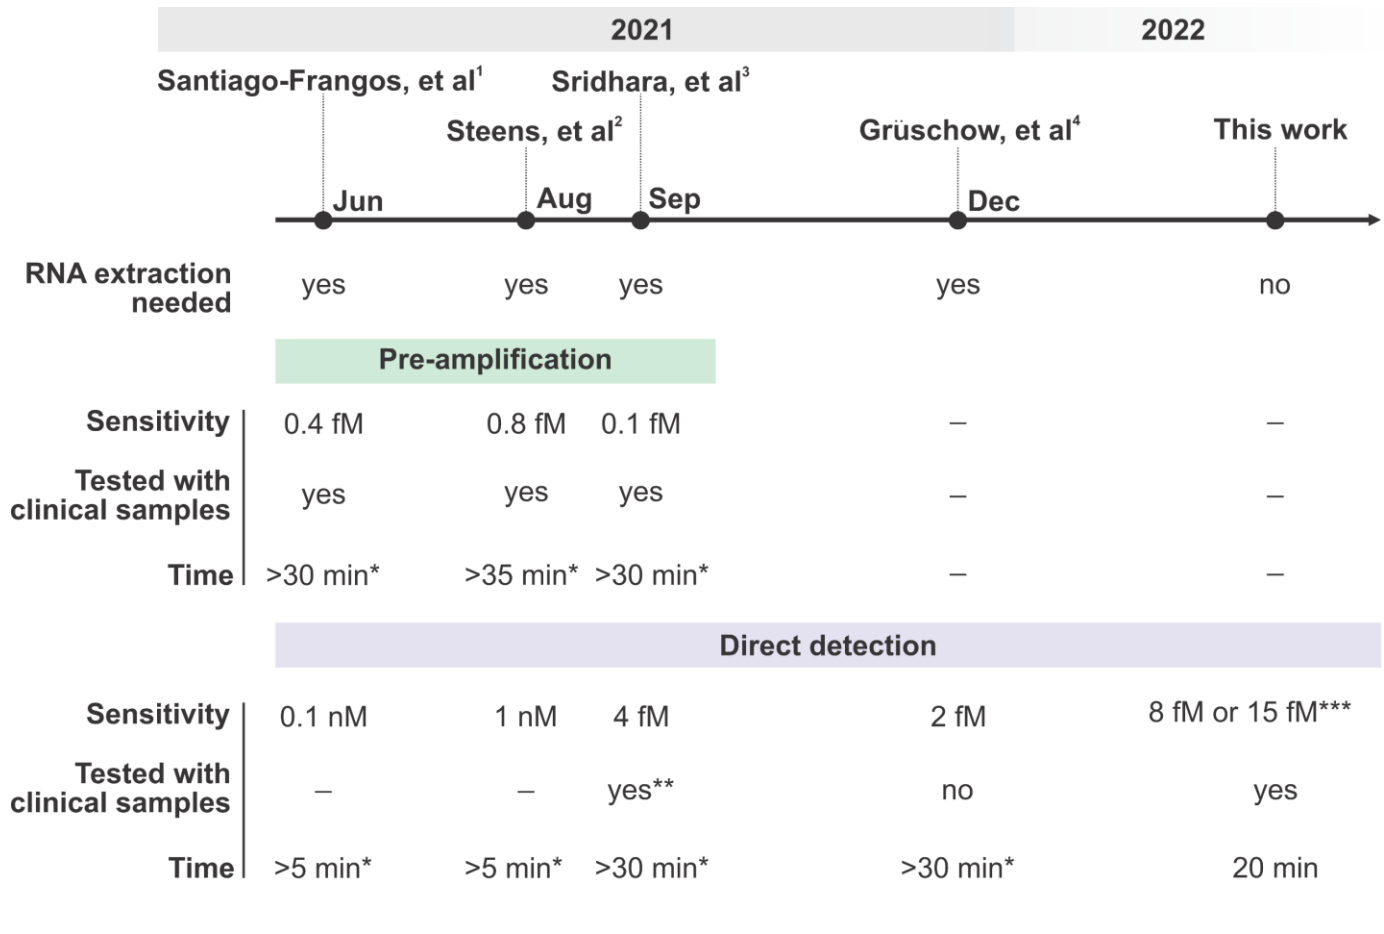 2021 2022
Santiago-Frangos, et al¹ Sridhara, et al³
Steens, et al² Grüschow, et al⁴ This work
Jun Aug Sep Dec
RNA extraction
needed
yes yes yes yes no
Pre-amplification
Sensitivity 0.4 fM 0.8 fM 0.1 fM – –
Tested with
clinical samples
yes yes yes – –
Time >30 min* >35 min* >30 min* – –
Direct detection
Sensitivity 0.1 nM 1 nM 4 fM 2 fM 8 fM or 15 fM***
Tested with
clinical samples
– – yes** no yes
Time >5 min* >5 min* >30 min* >30 min* 20 min